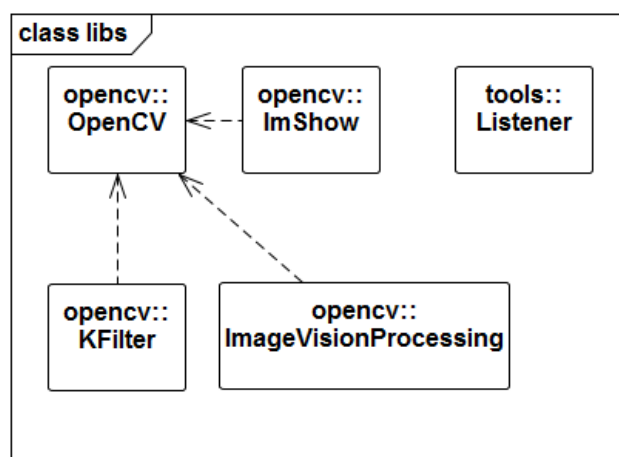 class libs
opencv::
OpenCV
opencv::
ImShow
tools::
Listener
opencv::
KFilter
opencv::
ImageVisionProcessing